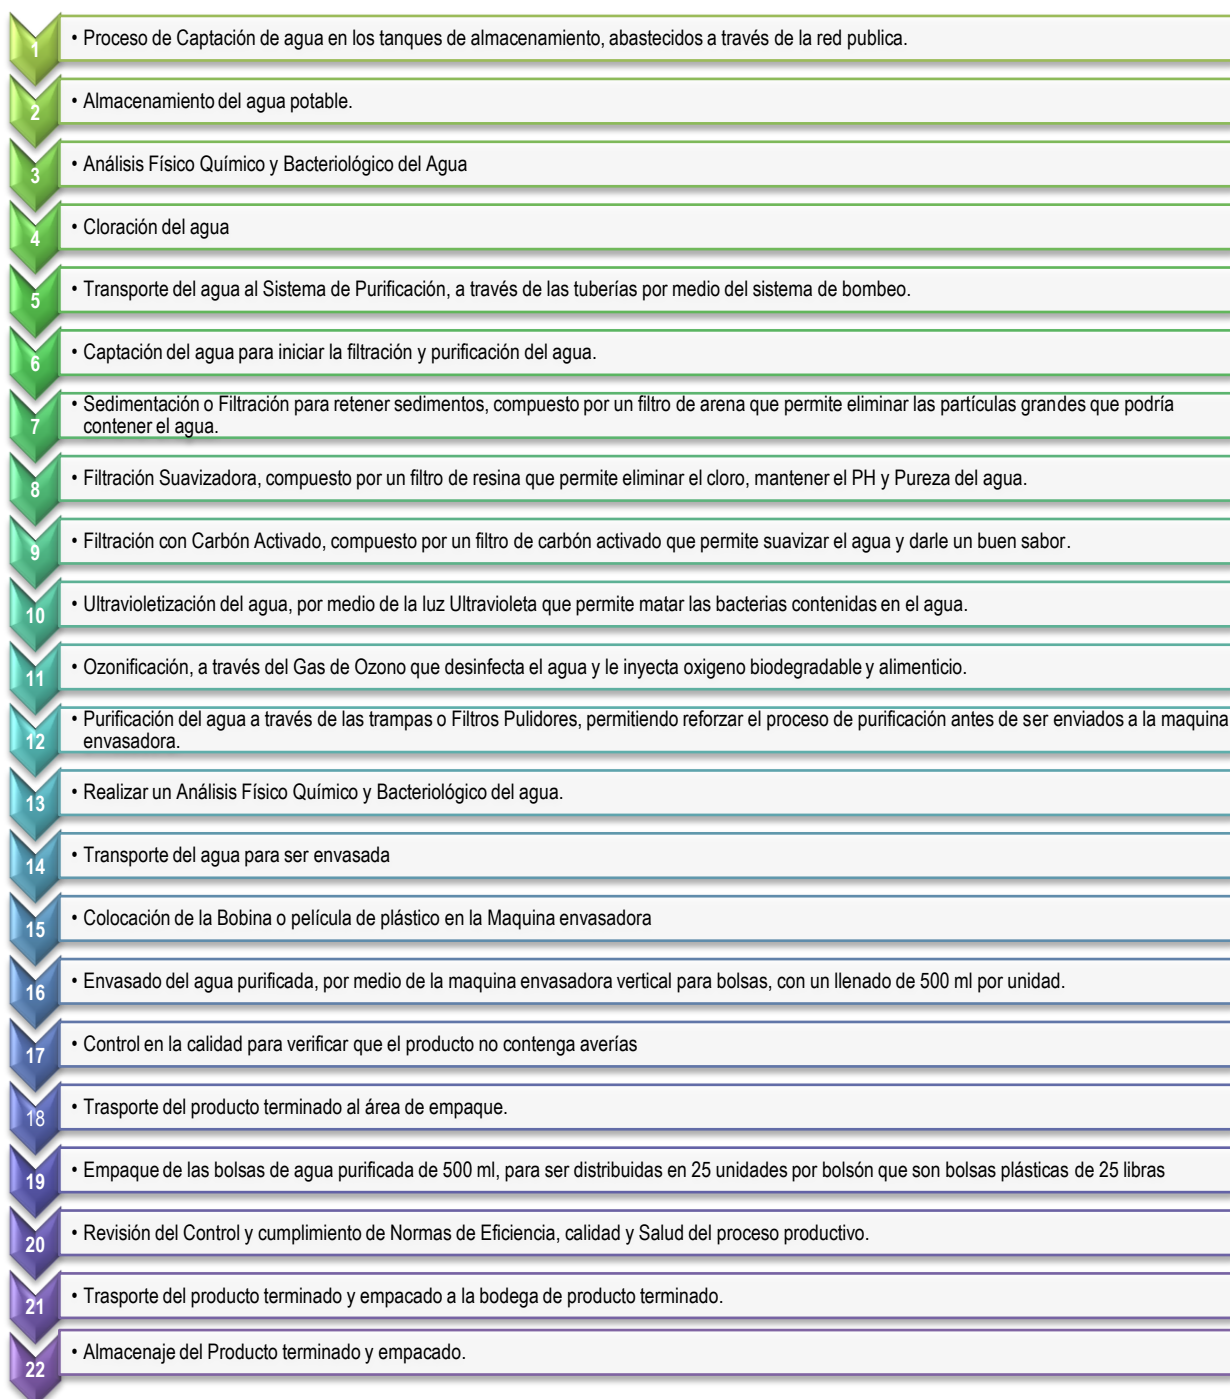 1
• Proceso de Captación de agua en los tanques de almacenamiento, abastecidos a través de la red publica.
2
• Almacenamiento del agua potable.
3
• Análisis Físico Químico y Bacteriológico del Agua
4
• Cloración del agua
5
• Transporte del agua al Sistema de Purificación, a través de las tuberías por medio del sistema de bombeo.
6
• Captación del agua para iniciar la filtración y purificación del agua.
7
• Sedimentación o Filtración para retener sedimentos, compuesto por un filtro de arena que permite eliminar las partículas grandes que podría
contener el agua.
8
• Filtración Suavizadora, compuesto por un filtro de resina que permite eliminar el cloro, mantener el PH y Pureza del agua.
9
• Filtración con Carbón Activado, compuesto por un filtro de carbón activado que permite suavizar el agua y darle un buen sabor.
10
• Ultravioletización del agua, por medio de la luz Ultravioleta que permite matar las bacterias contenidas en el agua.
11
• Ozonificación, a través del Gas de Ozono que desinfecta el agua y le inyecta oxigeno biodegradable y alimenticio.
12
• Purificación del agua a través de las trampas o Filtros Pulidores, permitiendo reforzar el proceso de purificación antes de ser enviados a la maquina
envasadora.
13
• Realizar un Análisis Físico Químico y Bacteriológico del agua.
14
• Transporte del agua para ser envasada
15
• Colocación de la Bobina o película de plástico en la Maquina envasadora
16
• Envasado del agua purificada, por medio de la maquina envasadora vertical para bolsas, con un llenado de 500 ml por unidad.
17
• Control en la calidad para verificar que el producto no contenga averías
18
• Trasporte del producto terminado al área de empaque.
19
• Empaque de las bolsas de agua purificada de 500 ml, para ser distribuidas en 25 unidades por bolsón que son bolsas plásticas de 25 libras
20
• Revisión del Control y cumplimiento de Normas de Eficiencia, calidad y Salud del proceso productivo.
21
• Trasporte del producto terminado y empacado a la bodega de producto terminado.
22
• Almacenaje del Producto terminado y empacado.